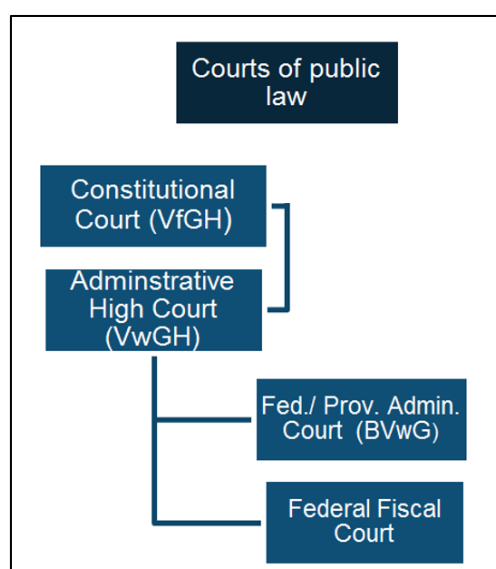 Courts of public
law
Constitutional
Court (VfGH)
Adminstrative
High Court
(VwGH)
Fed./ Prov. Admin.
Court (BVwG)
Federal Fiscal
Court